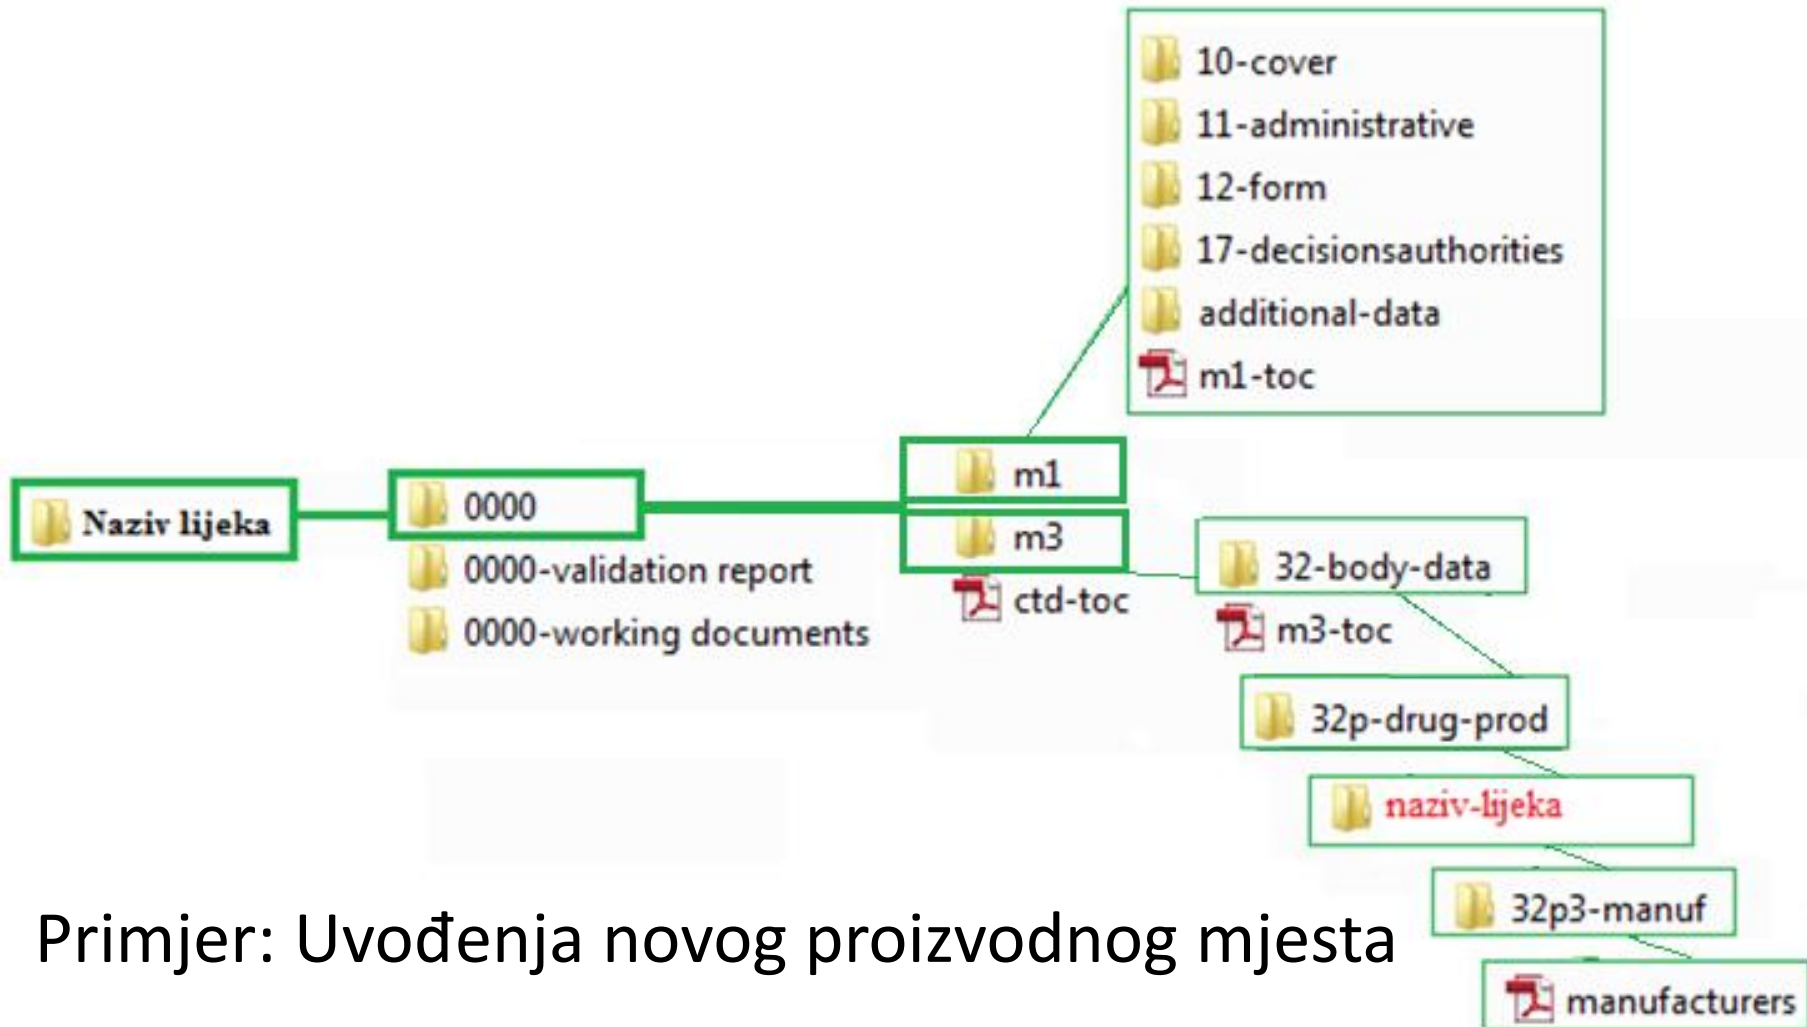 10-cover
11-administrative
12-form
17-decisionsauthorities
additional-data
m1-toc
Naziv lijeka
0000
0000-validation report
0000-working documents
m1
m3
ctd-toc
32-body-data
m3-toc
32p-drug-prod
naziv-lijeka
32p3-manuf
manufacturers
Primjer: Uvođenja novog proizvodnog mjesta